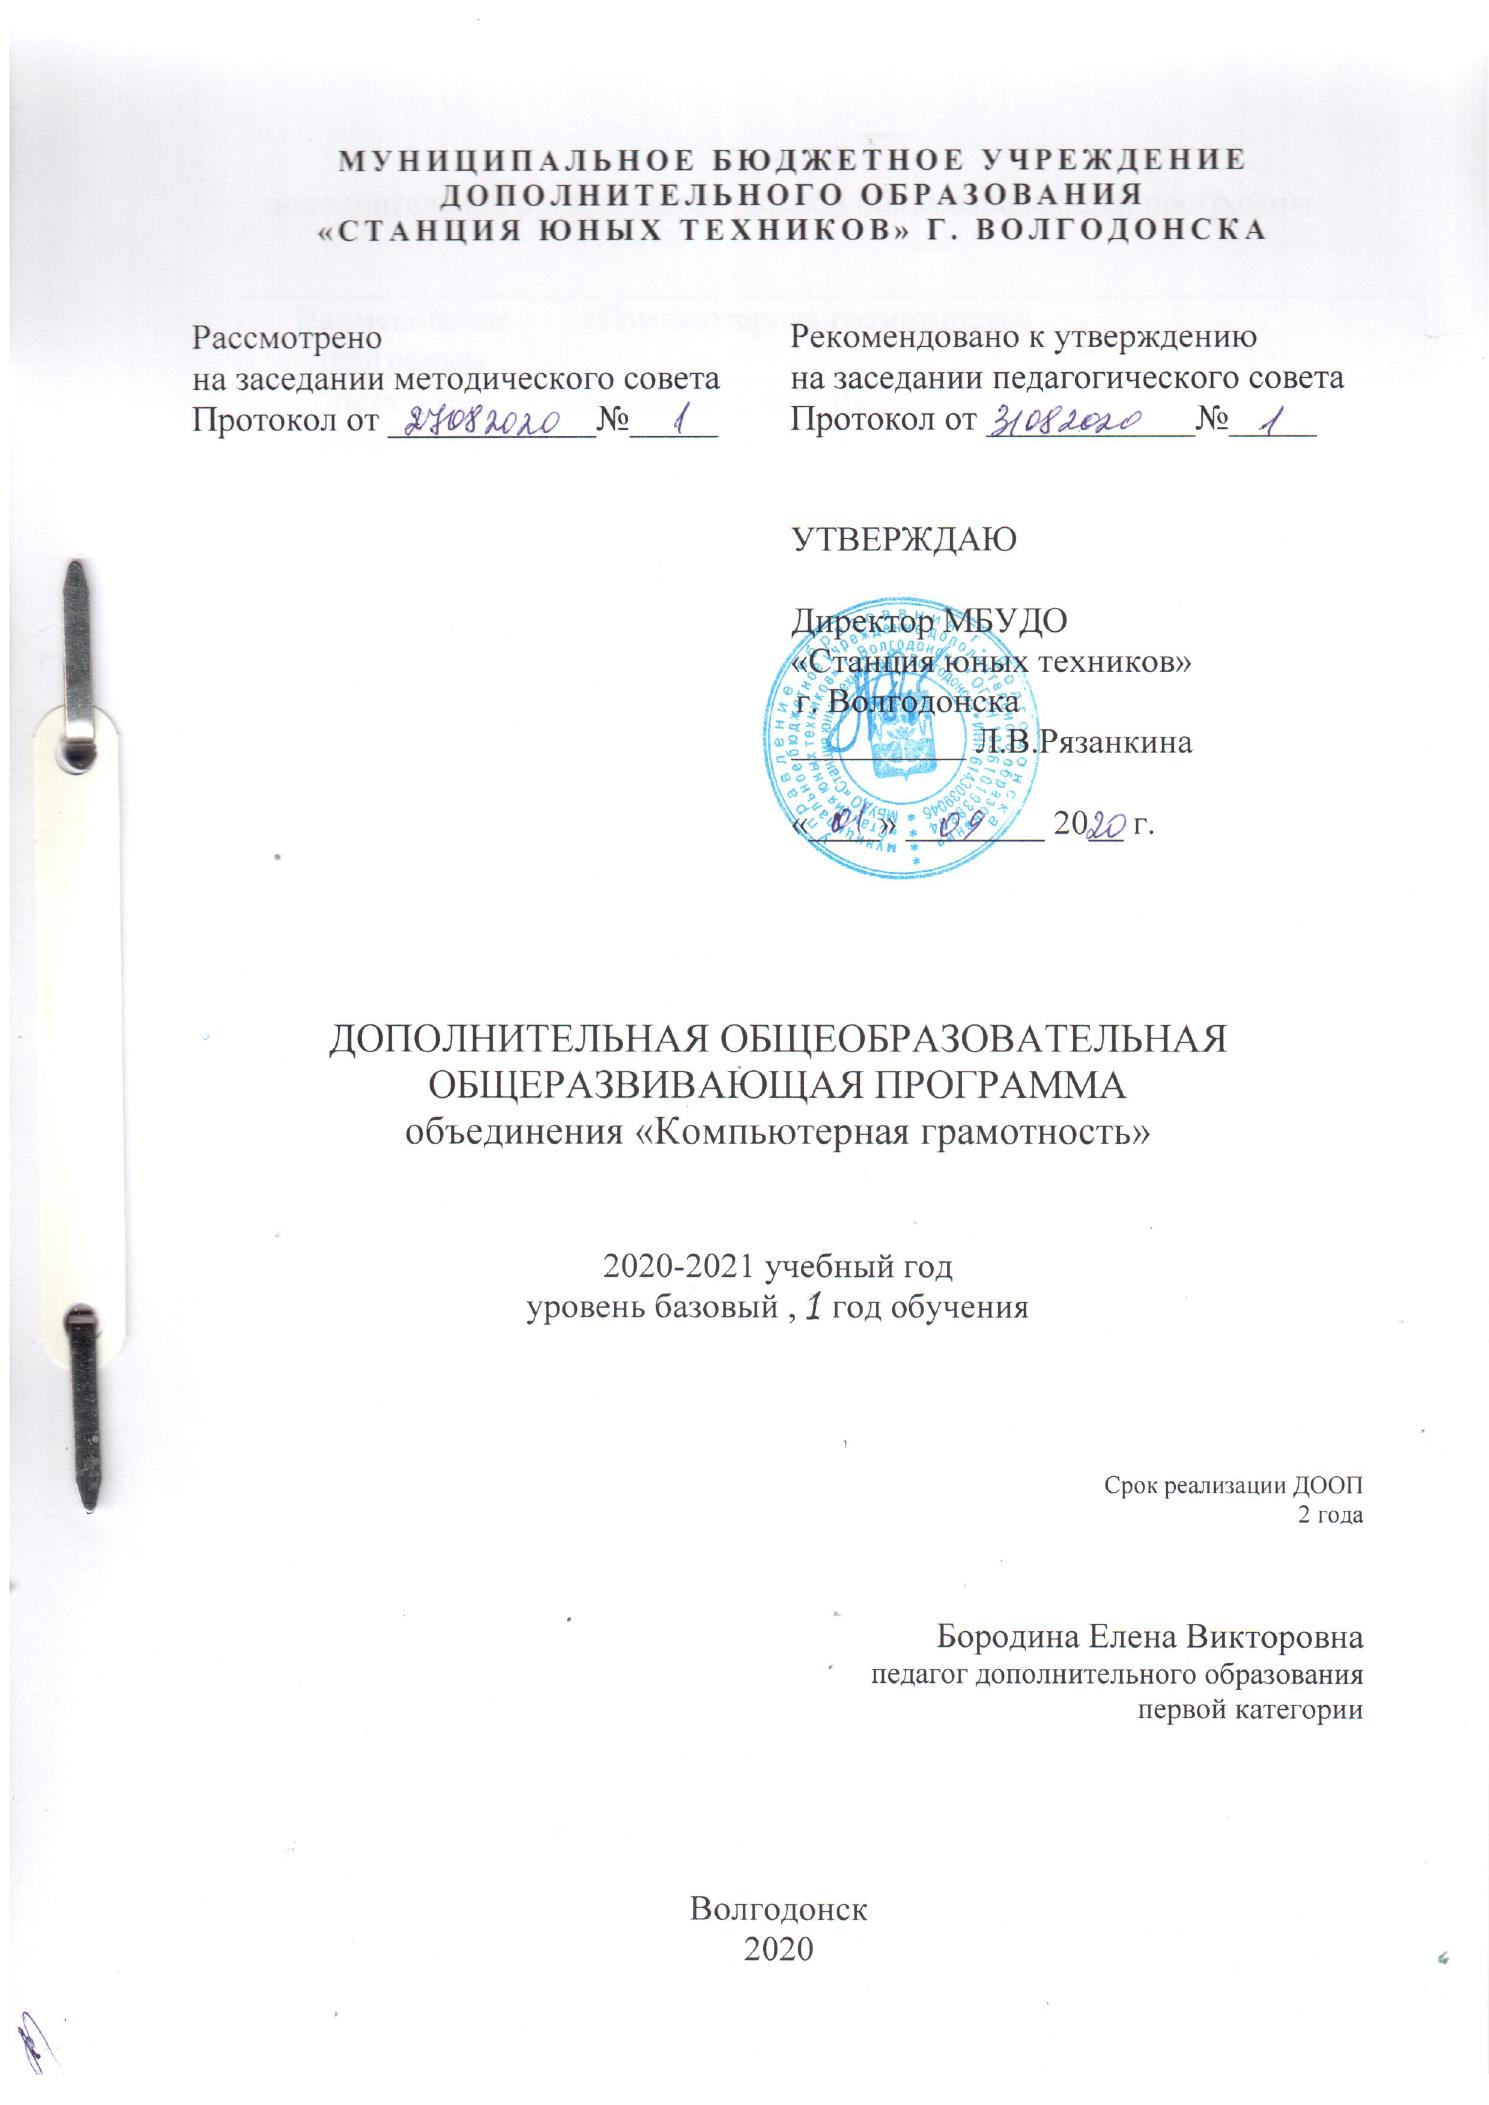 МУНИЦИПАЛЬНОЕ БЮДЖЕТНОЕ УЧРЕЖДЕНИЕ
ДОПОЛНИТЕЛЬНОГО ОБРАЗОВАНИЯ
«СТАНЦИЯ ЮНЫХ ТЕХНИКОВ» Г. ВОЛГОДОНСКА
Рассмотрено
на заседании методического совета
Протокол от 27082020 № 1
Рекомендовано к утверждению
на заседании педагогического совета
Протокол от 31082020 № 1
УТВЕРЖДАЮ
Директор МБУДО
«Станция юных техников»
г. Волгодонска
Л.В.Рязанкина
« 01 » 09 2020 г.
ДОПОЛНИТЕЛЬНАЯ ОБЩЕОБРАЗОВАТЕЛЬНАЯ
ОБЩЕРАЗВИВАЮЩАЯ ПРОГРАММА
объединения «Компьютерная грамотность»
2020-2021 учебный год
уровень базовый , 1 год обучения
Срок реализации ДООП
2 года
Бородина Елена Викторовна
педагог дополнительного образования
первой категории
Волгодонск
2020